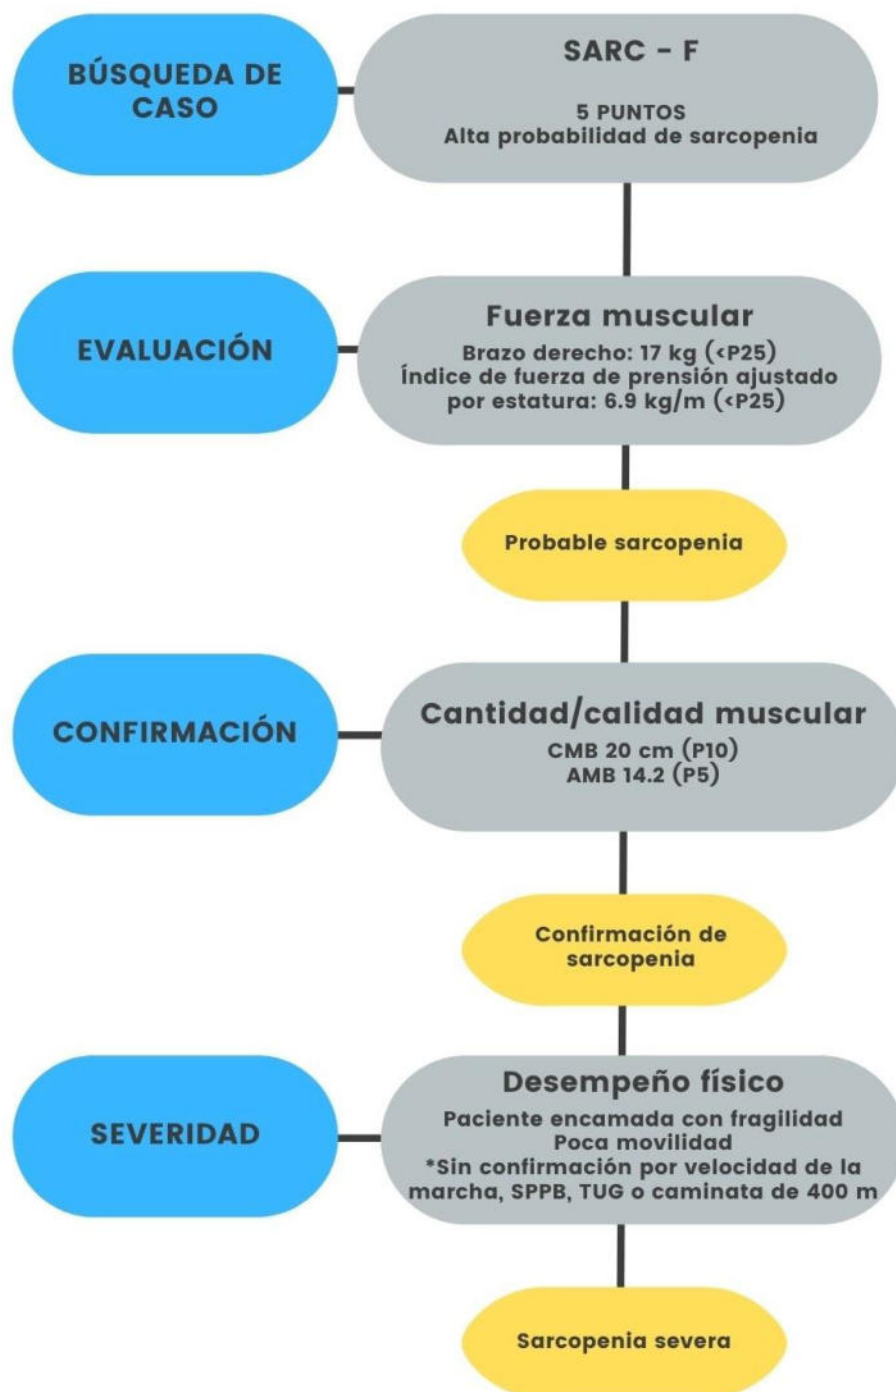 BÚSQUEDA DE
CASO
SARC - F
5 PUNTOS
Alta probabilidad de sarcopenia
EVALUACIÓN
Fuerza muscular
Brazo derecho: 17 kg (<P25)
Índice de fuerza de prensión ajustado
por estatura: 6.9 kg/m (<P25)
Probable sarcopenia
CONFIRMACIÓN
Cantidad/calidad muscular
CMB 20 cm (P10)
AMB 14.2 (P5)
Confirmación de
sarcopenia
SEVERIDAD
Desempeño físico
Paciente encamada con fragilidad
Poca movilidad
*Sin confirmación por velocidad de la
marcha, SPPB, TUG o caminata de 400 m
Sarcopenia severa